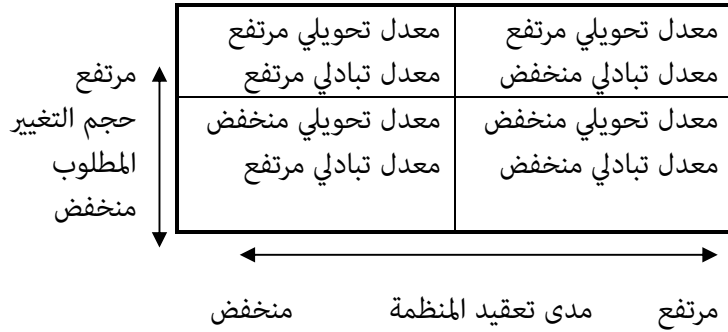 معدل تحويلي مرتفع
معدل تبادلي منخفض
معدل تحويلي مرتفع
معدل تبادلي مرتفع
معدل تحويلي منخفض
معدل تبادلي منخفض
معدل تحويلي منخفض
معدل تبادلي مرتفع
مرتفع
حجم التغيير
المطلوب
منخفض
مرتفع مدى تعقيد المنظمة منخفض